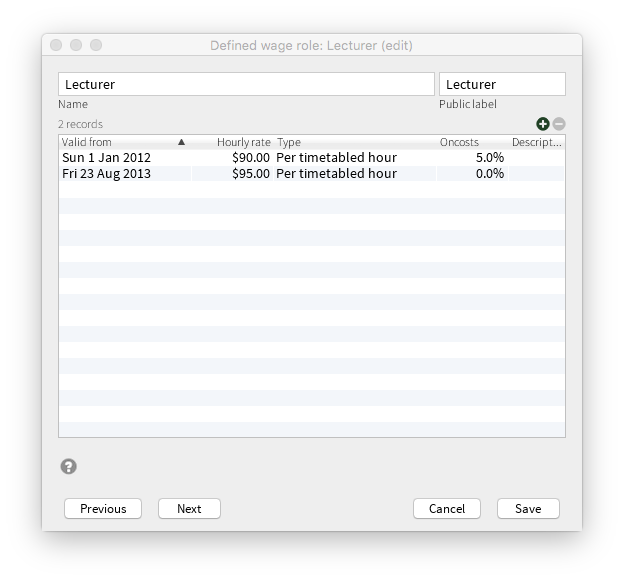 Defined wage role: Lecturer (edit)
Lecturer Lecturer
Name Public label
2 records
Valid from Hourly rate Type Oncosts Descript...
Sun 1 Jan 2012 $90.00 Per timetabled hour 5.0%
Fri 23 Aug 2013 $95.00 Per timetabled hour 0.0%
?
Previous Next Cancel Save